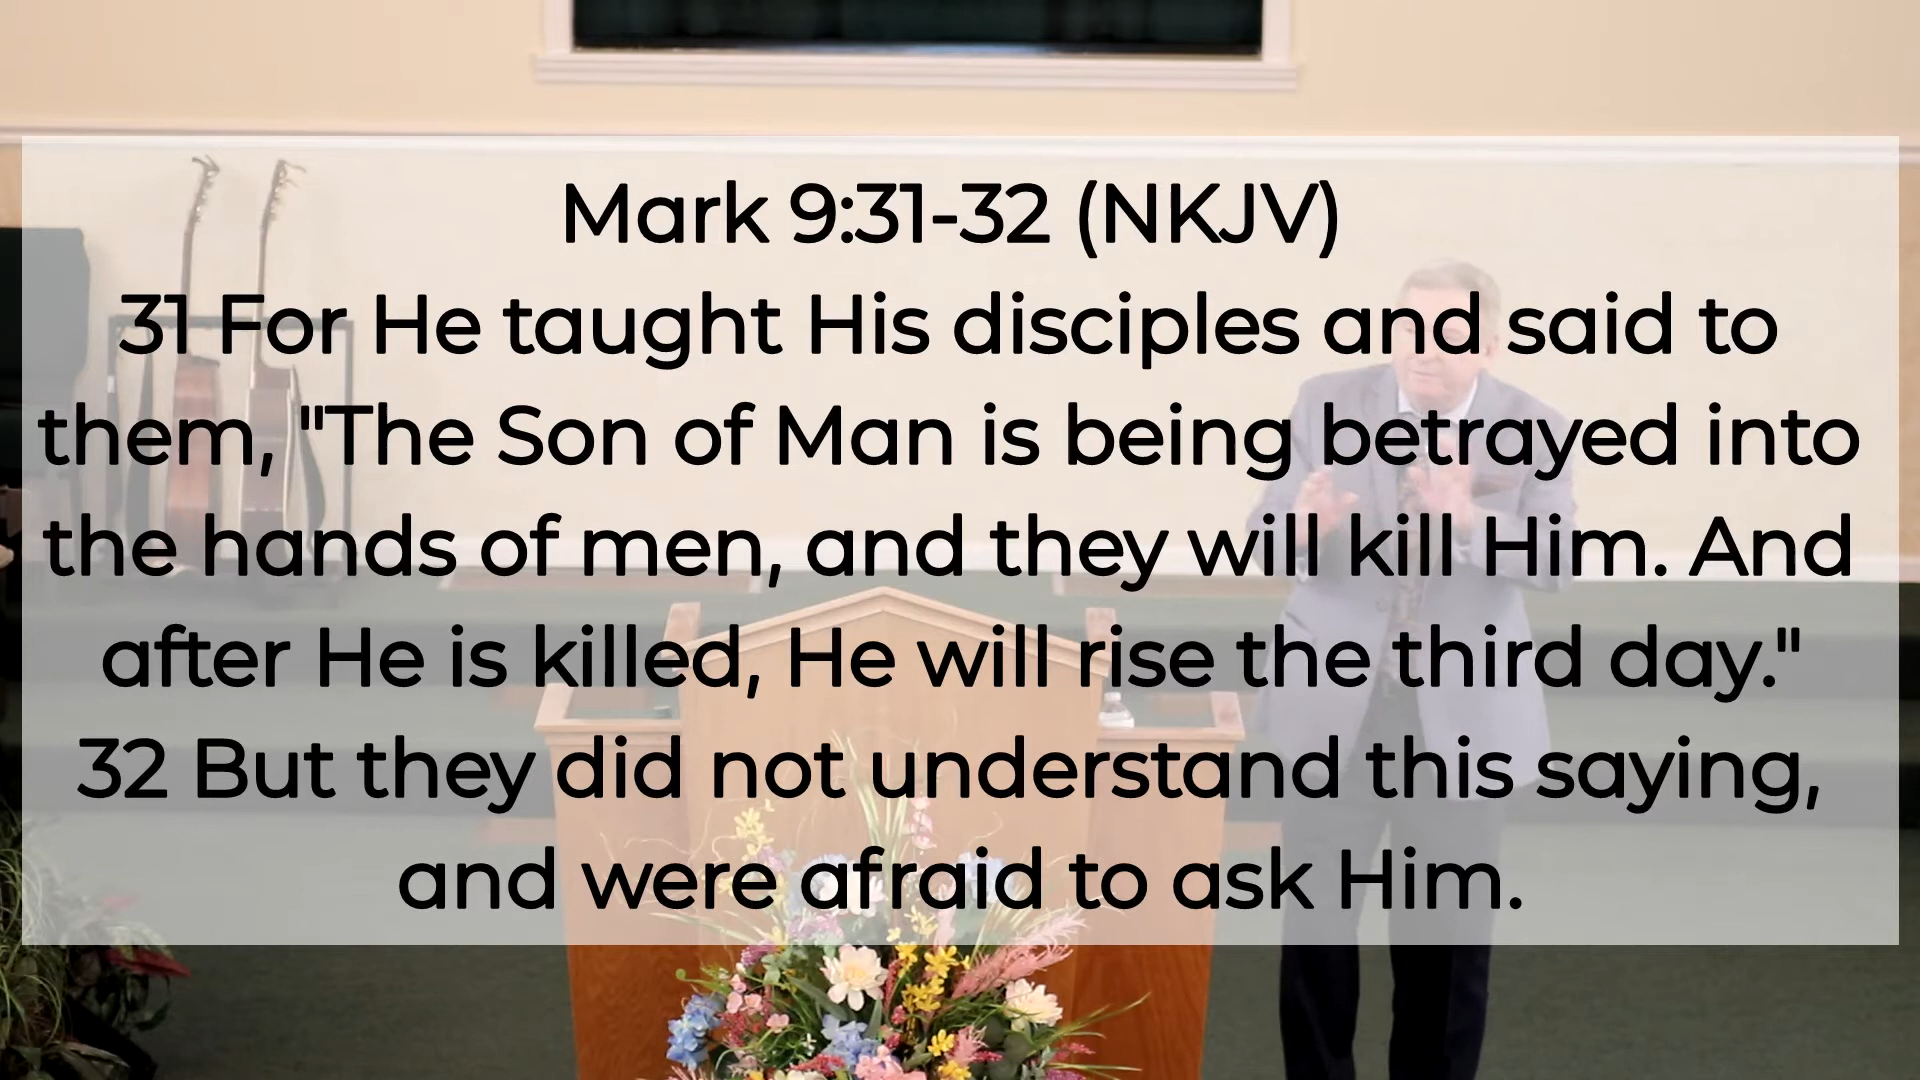 Mark 9:31-32 (NKJV)
31 For He taught His disciples and said to
them, "The Son of Man is being betrayed into
the hands of men, and they will kill Him. And
after He is killed, He will rise the third day."
32 But they did not understand this saying,
and were afraid to ask Him.